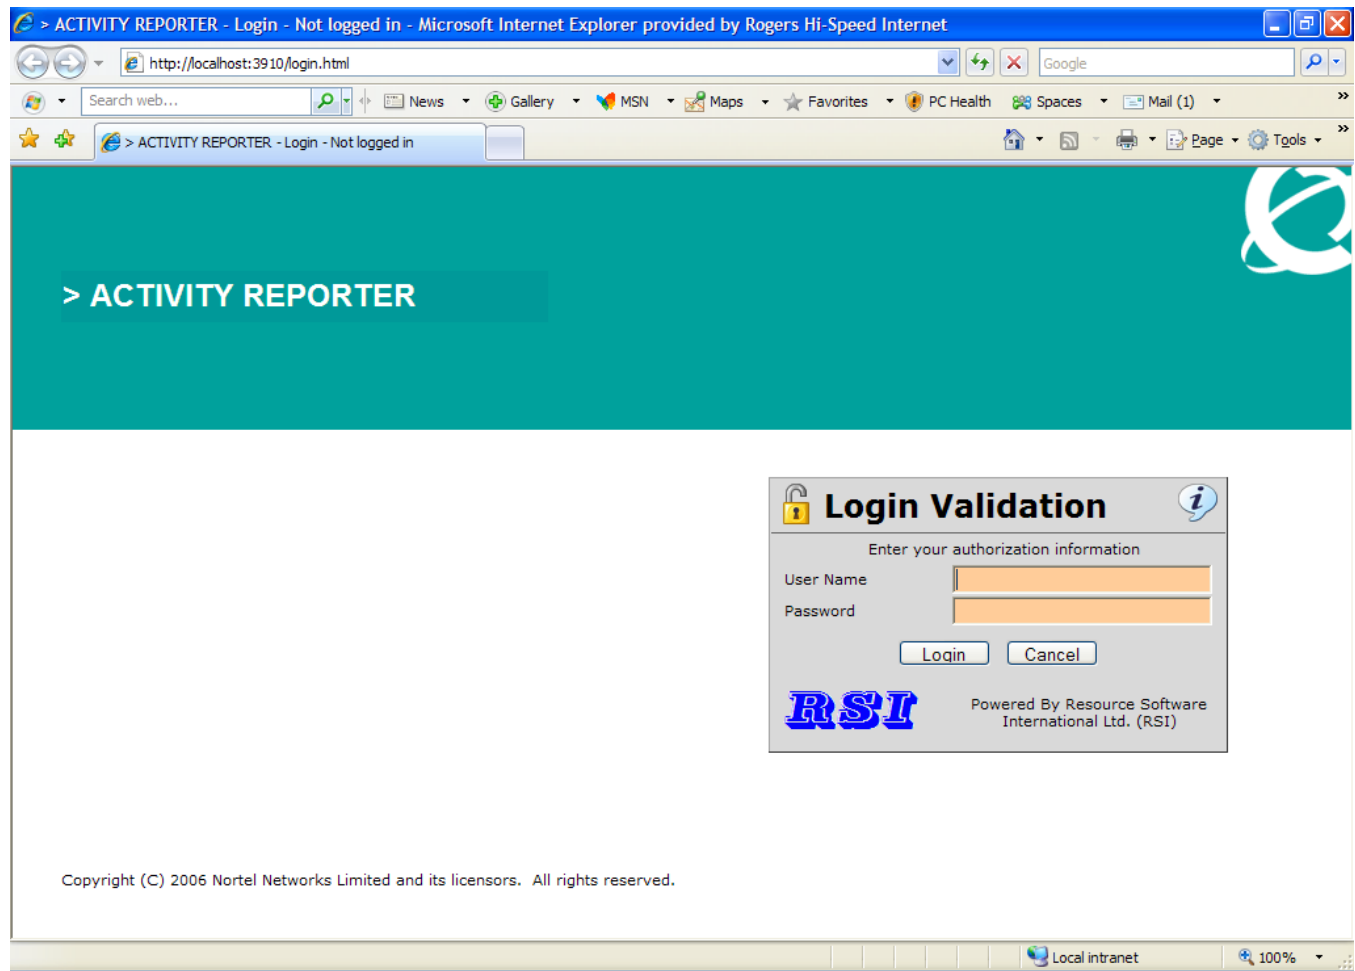 > ACTIVITY REPORTER - Login - Not logged in - Microsoft Internet Explorer provided by Rogers Hi-Speed Internet
http://localhost:3910/login.html Google
Search web... News Gallery MSN Maps Favorites PC Health Spaces Mail (1) »
> ACTIVITY REPORTER - Login - Not logged in Page Tools »
> ACTIVITY REPORTER
Login Validation
Enter your authorization information
User Name
Password
Login Cancel
RSI
Powered By Resource Software
International Ltd. (RSI)
Copyright (C) 2006 Nortel Networks Limited and its licensors. All rights reserved.
Local intranet 100%